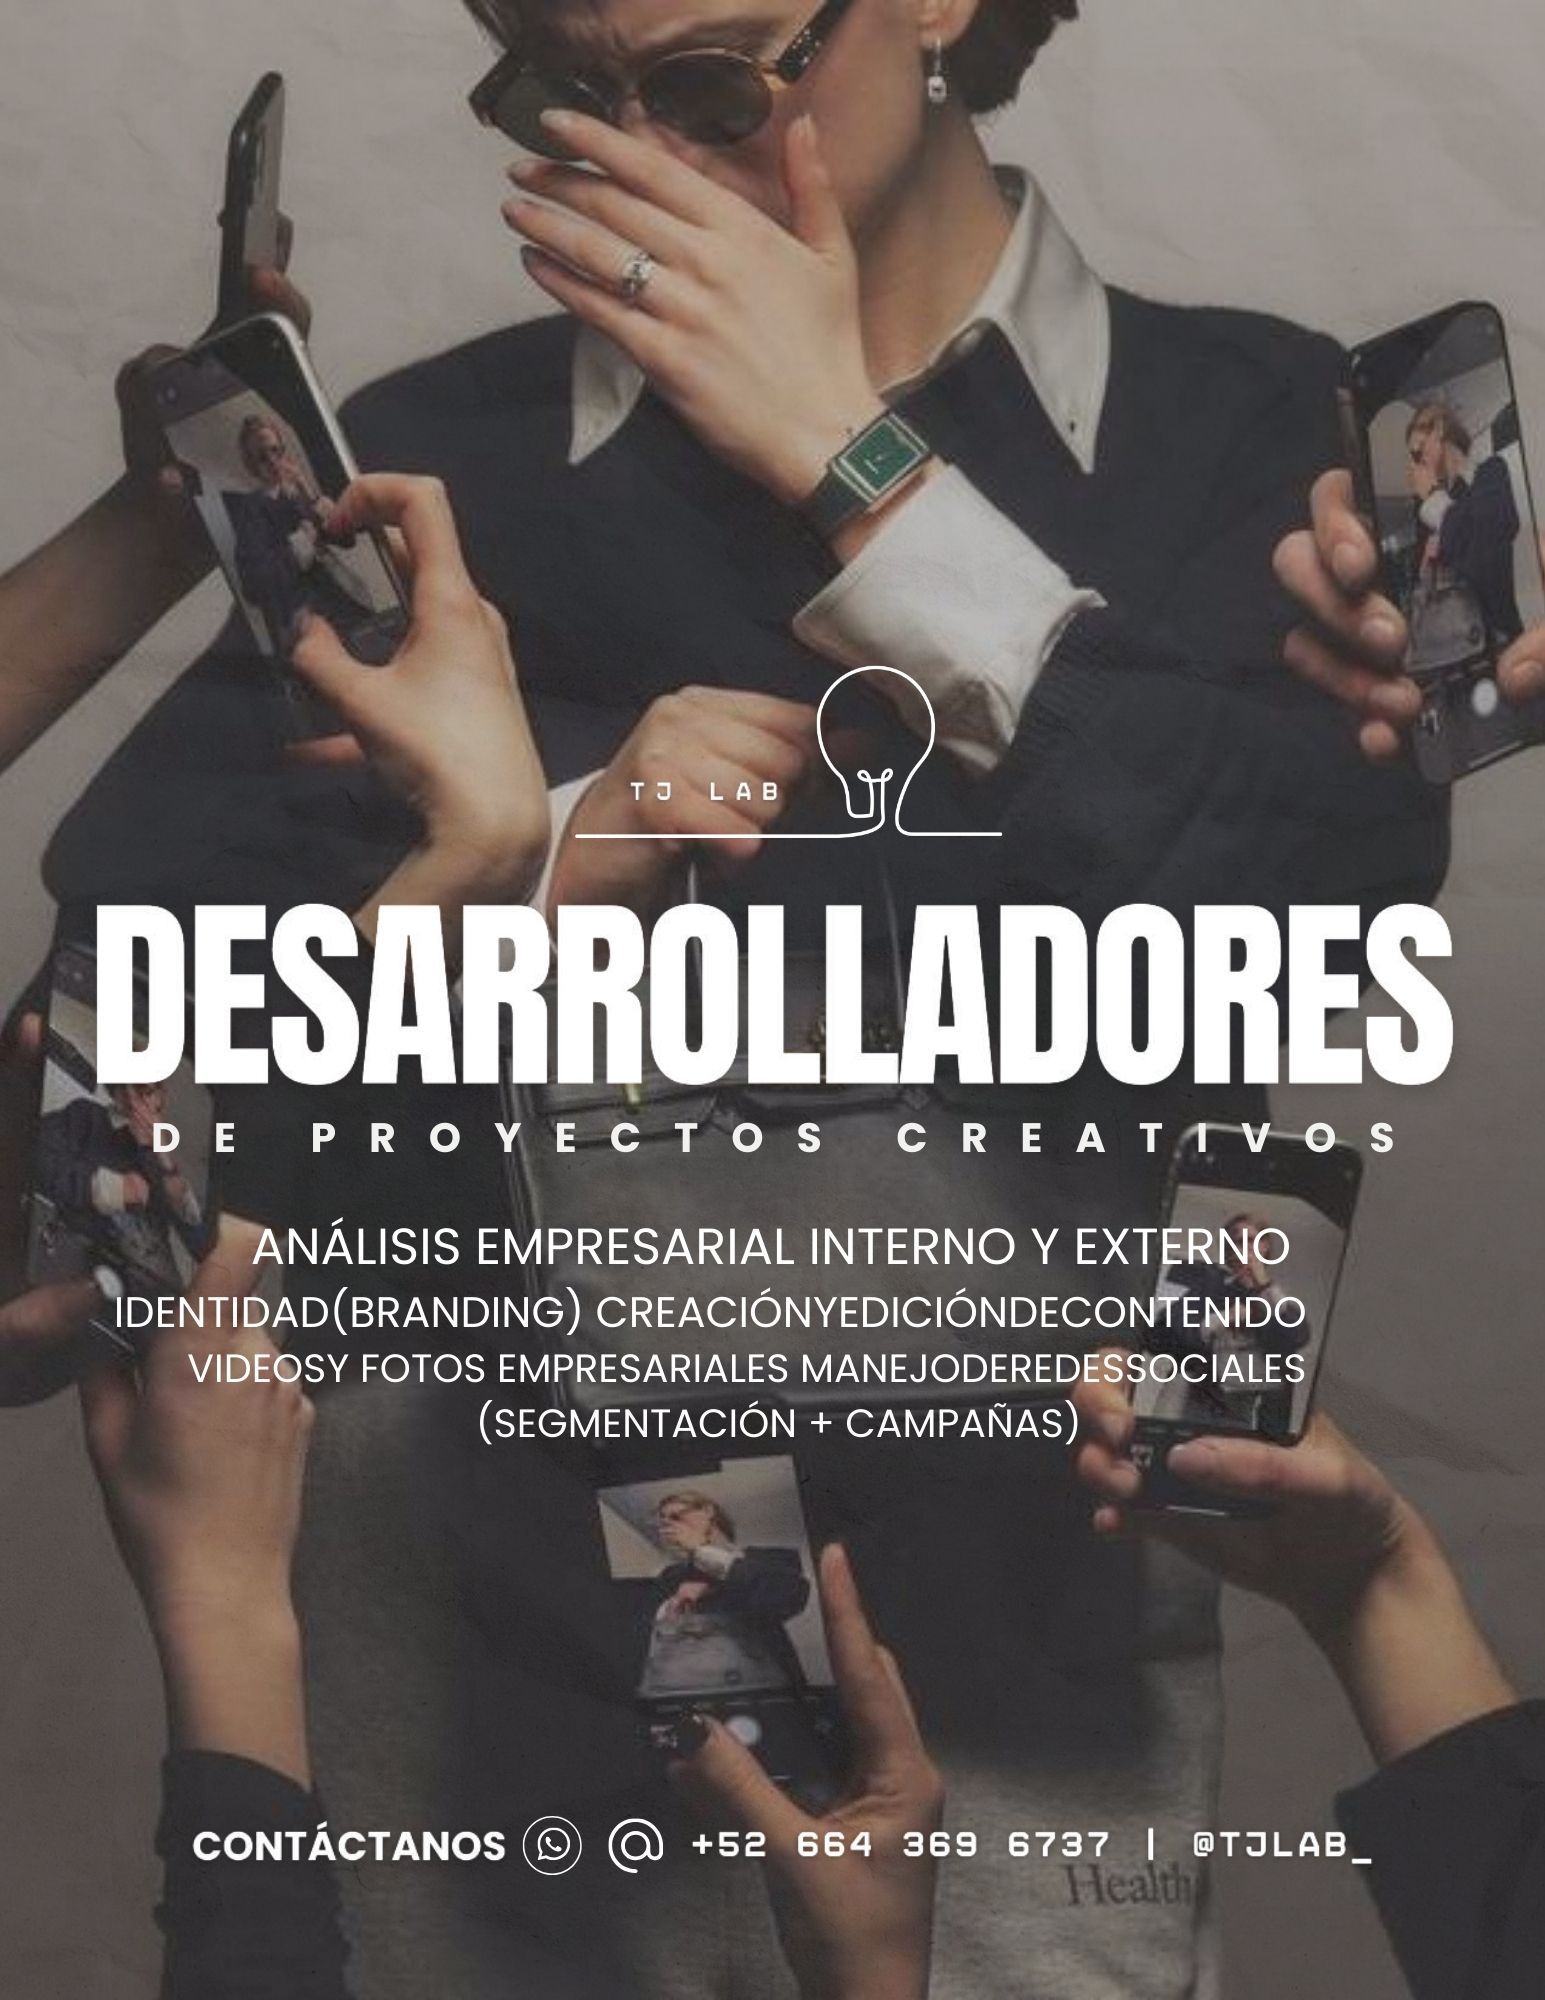 TJ LAB
DESARROLLADORES
DE PROYECTOS CREATIVOS
ANÁLISIS EMPRESARIAL INTERNO Y EXTERNO
IDENTIDAD(BRANDING) CREACIÓNYEDICIÓNDECONTENIDO
VIDEOSY FOTOS EMPRESARIALES MANEJODEREDESSOCIALES
(SEGMENTACIÓN + CAMPAÑAS)
CONTÁCTANOS +52 664 369 6737 | @TJLAB_
Health